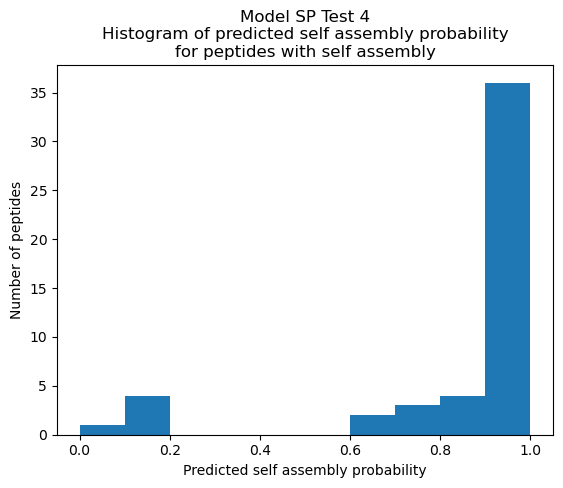 Model SP Test 4
Histogram of predicted self assembly probability
for peptides with self assembly
Number of peptides
35
30
25
20
15
10
5
0
0.0 0.2 0.4 0.6 0.8 1.0
Predicted self assembly probability